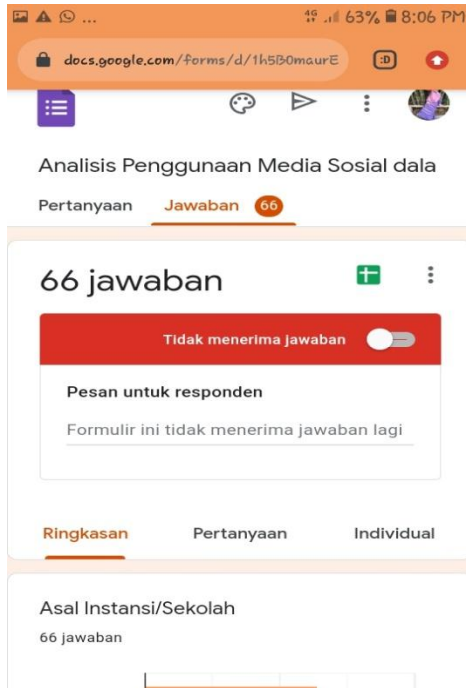 ... 4G 63% 8:06 PM
docs.google.com/forms/d/1h5B0maurE :D
Analisis Penggunaan Media Sosial dala
Pertanyaan Jawaban 66
66 jawaban
Tidak menerima jawaban
Pesan untuk responden
Formulir ini tidak menerima jawaban lagi
Ringkasan Pertanyaan Individual
Asal Instansi/Sekolah
66 jawaban